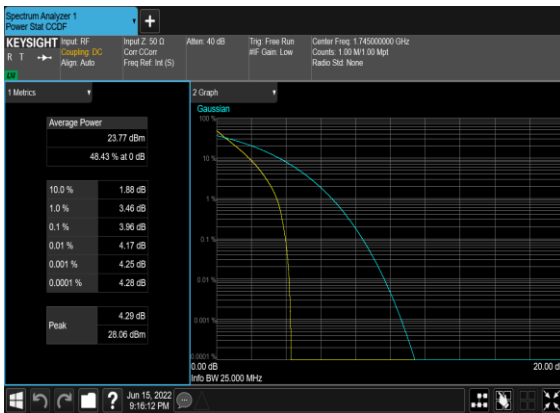 Spectrum Analyzer 1
Power Stat CCDF
KEYSIGHT
R T
LV
Input: RF
Coupling: DC
Align: Auto
Input Z: 50 Ω
Corr CCorr
Freq Ref: Int (S)
Atten: 40 dB
Trig: Free Run
#IF Gain: Low
Center Freq: 1.745000000 GHz
Counts: 1.00 M/1.00 Mpt
Radio Std: None
1 Metrics
Average Power
23.77 dBm
48.43 % at 0 dB
10.0 % 1.88 dB
1.0 % 3.46 dB
0.1 % 3.96 dB
0.01 % 4.17 dB
0.001 % 4.25 dB
0.0001 % 4.28 dB
Peak
4.29 dB
28.06 dBm
2 Graph
Gaussian
100 %
10 %
1 %
0.1 %
0.01 %
0.001 %
0.0001 %
0.00 dB
20.00 d
Info BW 25.000 MHz
Jun 15, 2022
9:16:12 PM